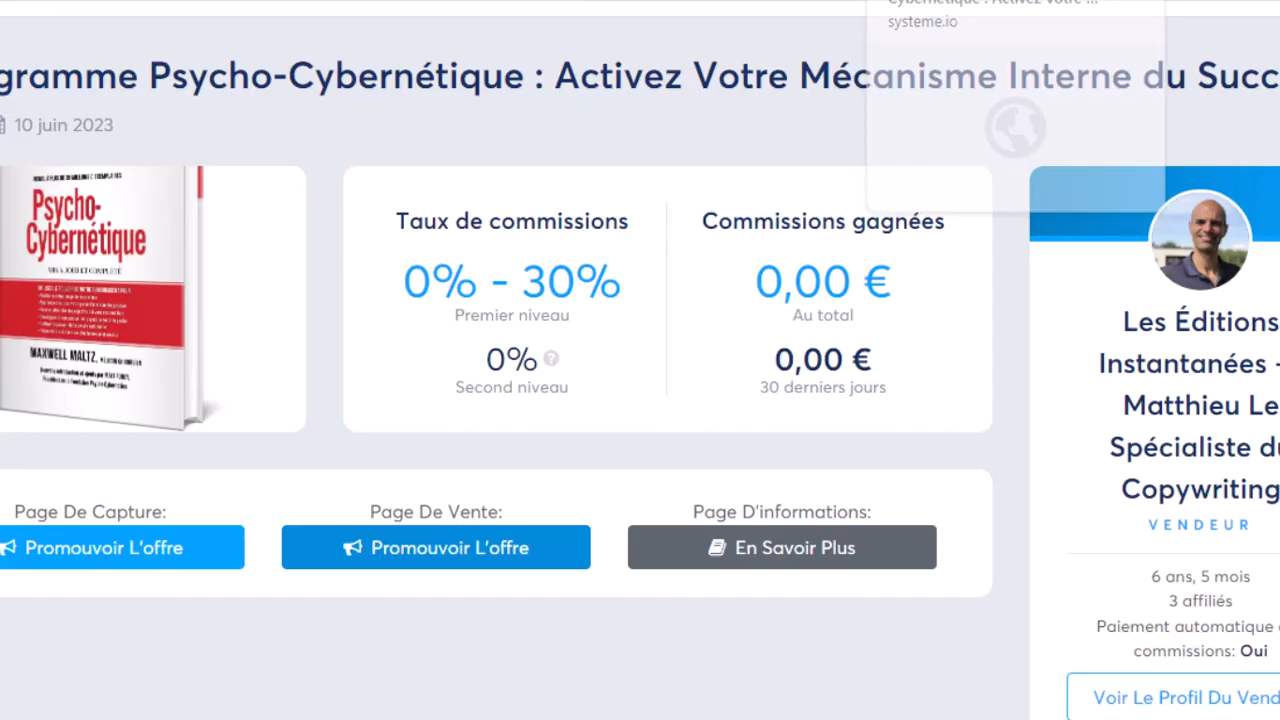 systeme.io
gramme Psycho-Cybernétique : Activez Votre Mécanisme Interne du Succ
10 juin 2023
Psycho-
Cybernétique
MAXWELL MALTZ,
Taux de commissions
0% - 30%
Premier niveau
0%
Second niveau
Commissions gagnées
0,00 €
Au total
0,00 €
30 derniers jours
Page De Capture:
Promouvoir L'offre
Page De Vente:
Promouvoir L'offre
Page D'informations:
En Savoir Plus
Les Éditions
Instantanées -
Matthieu Le
Spécialiste du
Copywriting
VENDEUR
6 ans, 5 mois
3 affiliés
Paiement automatique
commissions: Oui
Voir Le Profil Du Vend